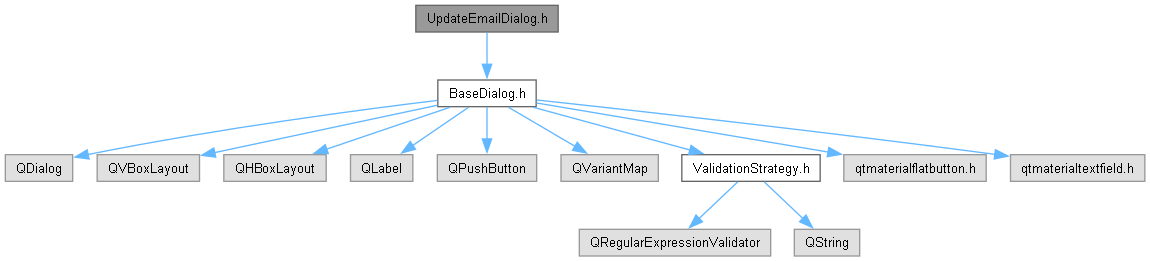 UpdateEmailDialog.h
BaseDialog.h
QDialog
QVBoxLayout
QHBoxLayout
QLabel
QPushButton
QVariantMap
ValidationStrategy.h
qtmaterialflatbutton.h
qtmaterialtextfield.h
QRegularExpressionValidator
QString